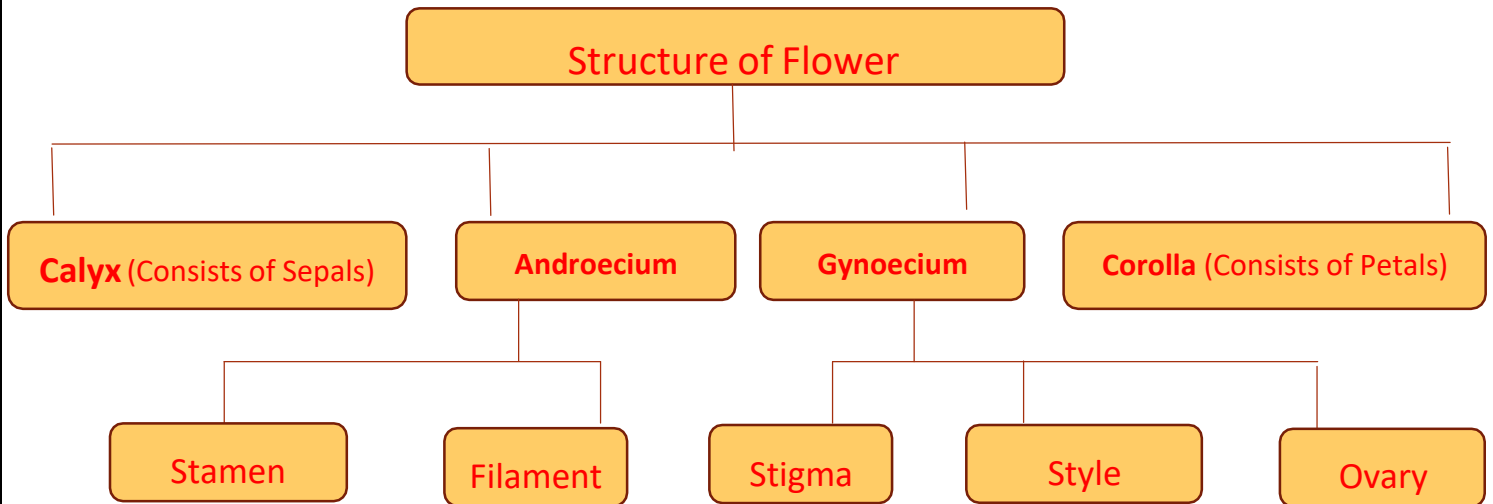 Structure of Flower
Calyx (Consists of Sepals)
Androecium
Gynoecium
Corolla (Consists of Petals)
Stamen
Filament
Stigma
Style
Ovary